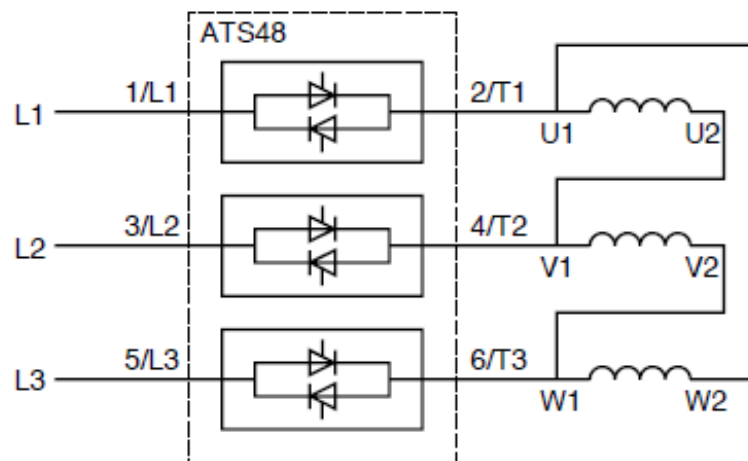 ATS48
L1 1/L1 2/T1
U1 U2
L2 3/L2 4/T2
V1 V2
L3 5/L3 6/T3
W1 W2